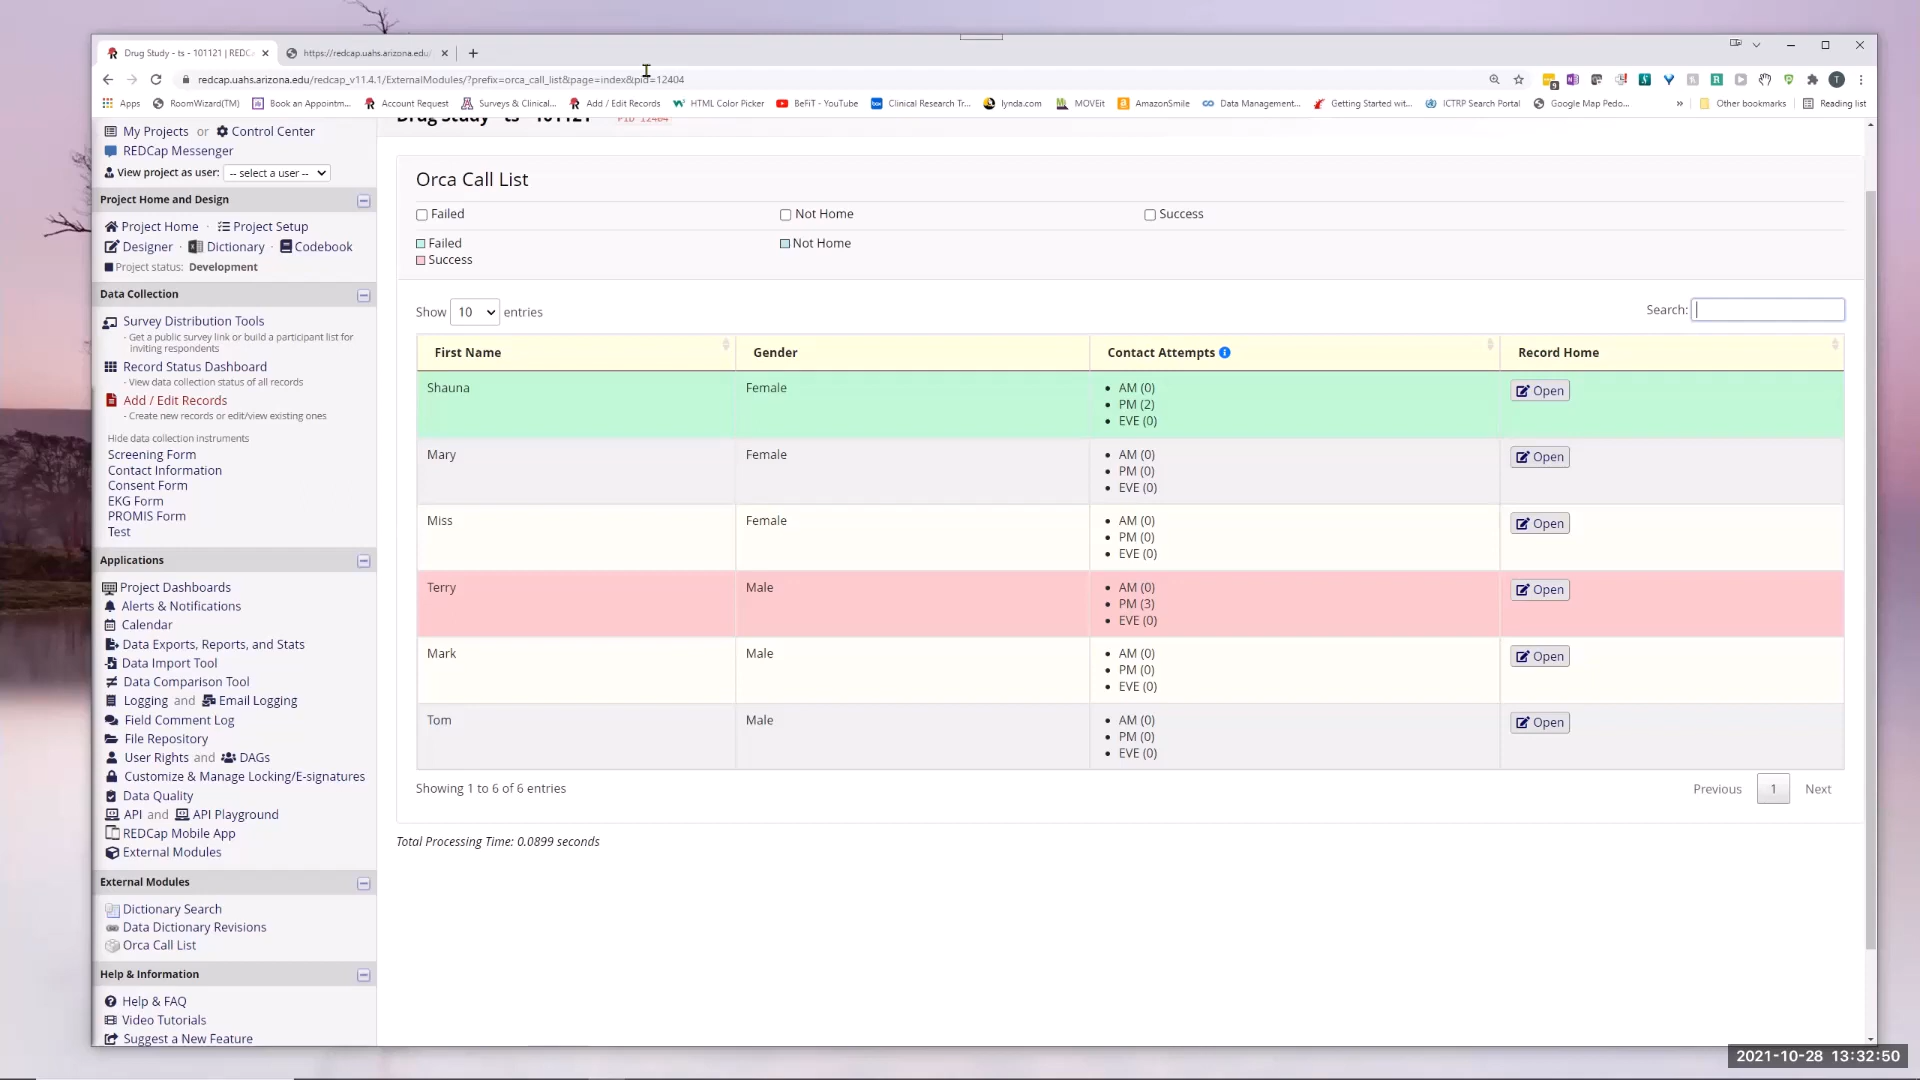 Drug Study - ts - 101121 | REDC
https://redcap.uahs.arizona.edu/
redcap.uahs.arizona.edu/redcap_v11.4.1/ExternalModules/?prefix=orca_call_list&page=index&pid=12404
Apps RoomWizard(TM) Book an Appointm... Account Request Surveys & Clinical... Add / Edit Records HTML Color Picker BeFiT - YouTube Clinical Research Tr... lynda.com MOVEit AmazonSmile Data Management... Getting Started wit... ICTRP Search Portal Google Map Pedo... » Other bookmarks Reading list
My Projects or Control Center
REDCap Messenger
View project as user: -- select a user --
Project Home and Design
Project Home · Project Setup
Designer · Dictionary · Codebook
Project status: Development
Data Collection
Survey Distribution Tools
- Get a public survey link or build a participant list for
inviting respondents
Record Status Dashboard
- View data collection status of all records
Add / Edit Records
- Create new records or edit/view existing ones
Hide data collection instruments
Screening Form
Contact Information
Consent Form
EKG Form
PROMIS Form
Test
Applications
Project Dashboards
Alerts & Notifications
Calendar
Data Exports, Reports, and Stats
Data Import Tool
Data Comparison Tool
Logging and Email Logging
Field Comment Log
File Repository
User Rights and DAGs
Customize & Manage Locking/E-signatures
Data Quality
API and API Playground
REDCap Mobile App
External Modules
External Modules
Dictionary Search
Data Dictionary Revisions
Orca Call List
Help & Information
Help & FAQ
Video Tutorials
Suggest a New Feature
Drug Study - ts - 101121 PID 12404
Orca Call List
Failed Not Home Success
Failed Not Home
Success
Show 10 entries
Search:
First Name Gender Contact Attempts Record Home
Shauna Female • AM (0) Open
• PM (2)
• EVE (0)
Mary Female • AM (0) Open
• PM (0)
• EVE (0)
Miss Female • AM (0) Open
• PM (0)
• EVE (0)
Terry Male • AM (0) Open
• PM (3)
• EVE (0)
Mark Male • AM (0) Open
• PM (0)
• EVE (0)
Tom Male • AM (0) Open
• PM (0)
• EVE (0)
Showing 1 to 6 of 6 entries
Previous 1 Next
Total Processing Time: 0.0899 seconds
2021-10-28 13:32:50